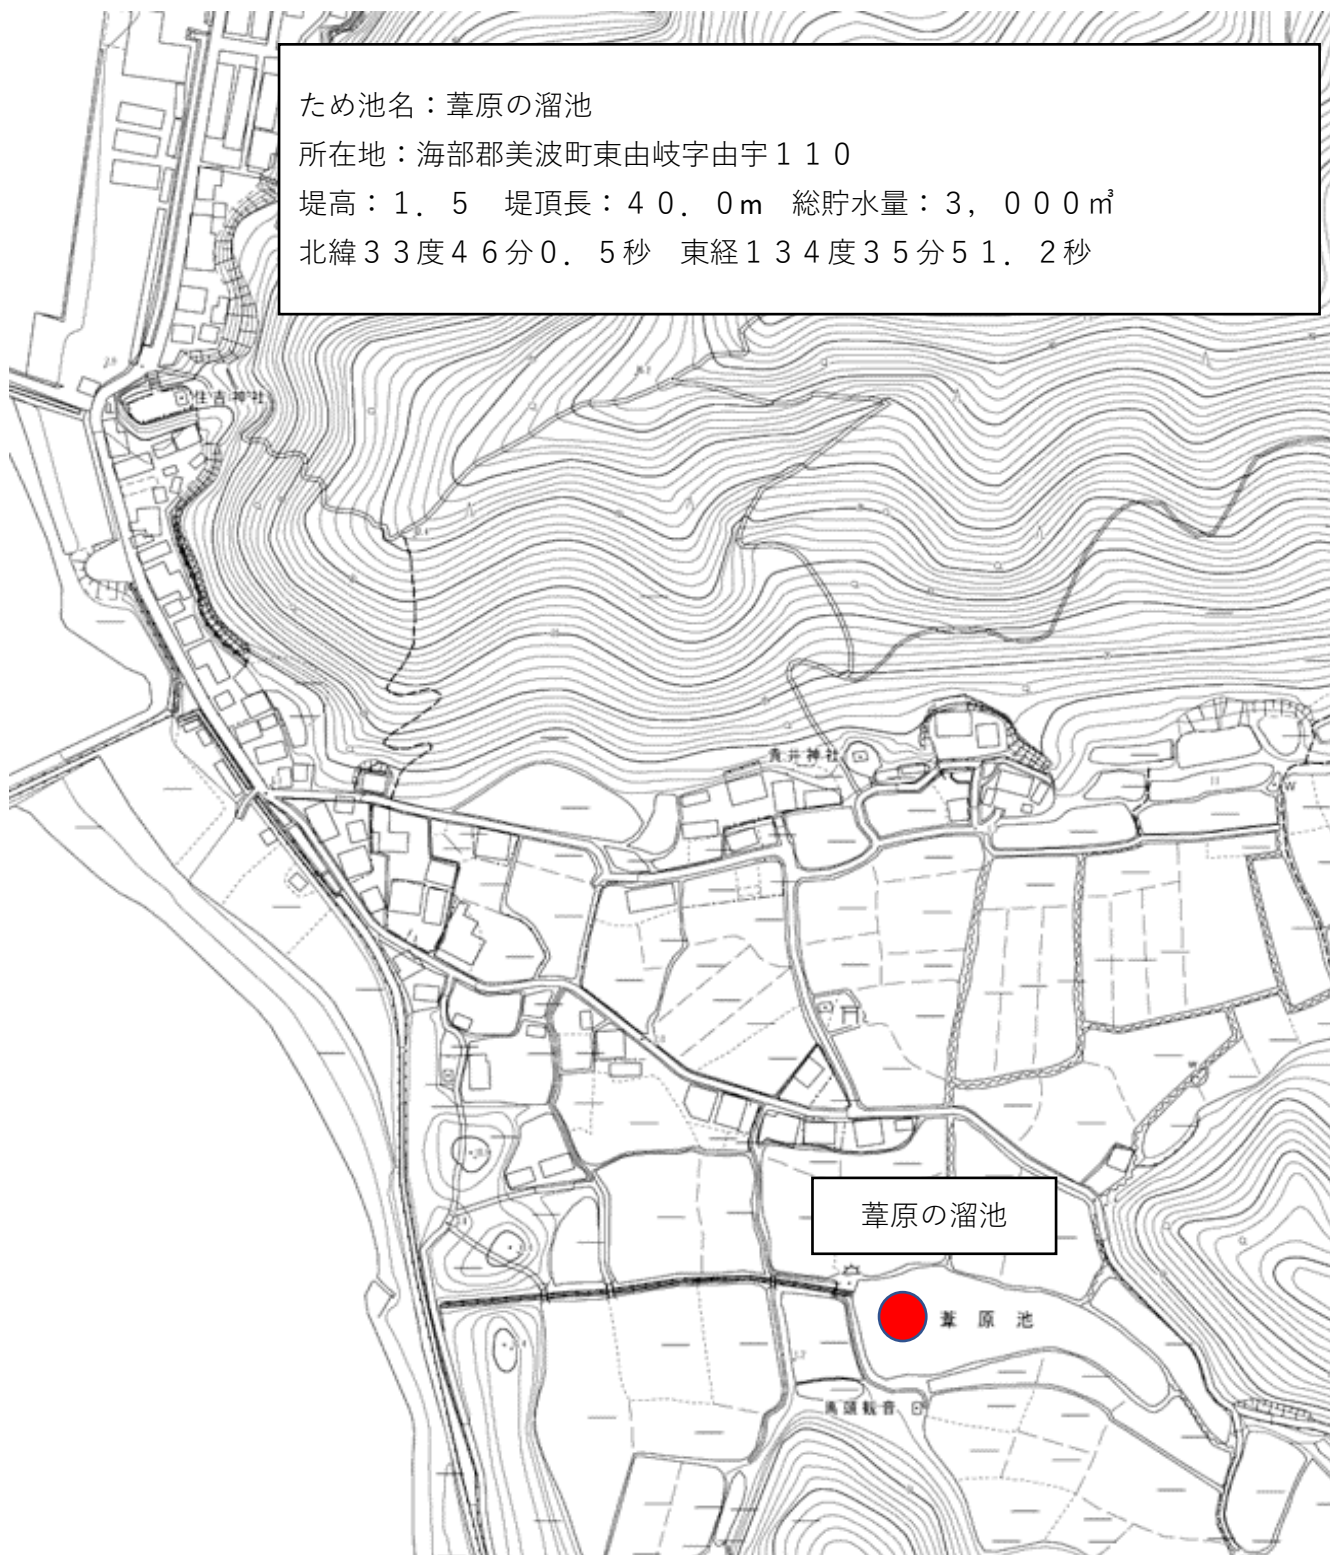 ため池名：葦原の溜池
所在地：海部郡美波町東由岐字由宇１１０
堤高：１．５　堤頂長：４０．０m　総貯水量：３，０００㎥
北緯３３度４６分０．５秒　東経１３４度３５分５１．２秒
住吉神社
貴井神社
葦原の溜池
葦原池
馬頭観音